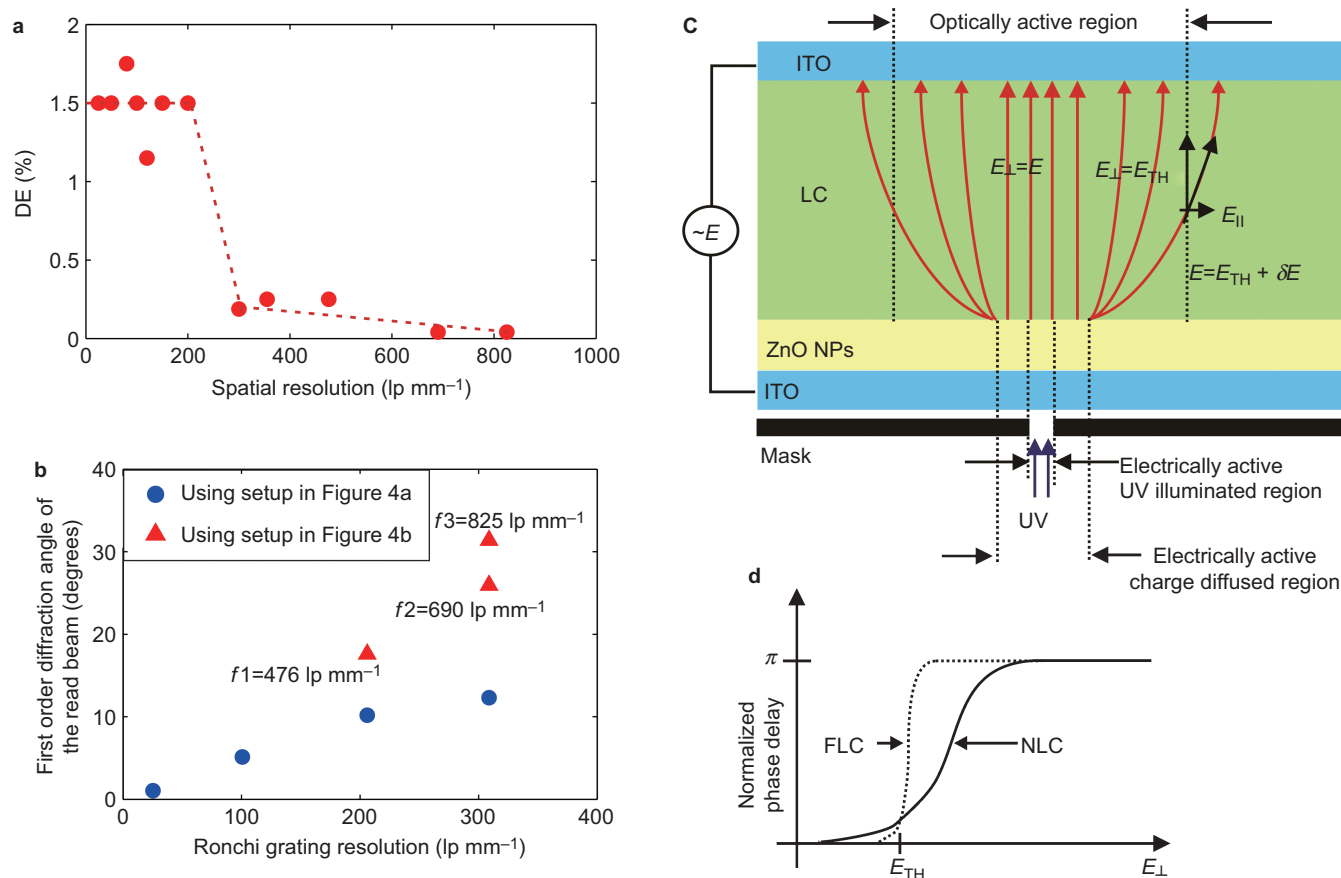 a
DE (%)
1.5
1
0.5
0
0 200 400 600 800 1000
Spatial resolution (lp mm⁻¹)
b
First order diffraction angle of
the read beam (degrees)
40
30
20
10
0
0 100 200 300 400
Ronchi grating resolution (lp mm⁻¹)
Using setup in Figure 4a
Using setup in Figure 4b
f3=825 lp mm⁻¹
f2=690 lp mm⁻¹
f1=476 lp mm⁻¹
c
Optically active region
ITO
LC
E⊥=E
E⊥=E_TH
E_II
E=E_TH + δE
~E
ZnO NPs
ITO
Mask
UV
Electrically active
UV illuminated region
Electrically active
charge diffused region
d
Normalized
phase delay
π
FLC
NLC
E_TH
E⊥